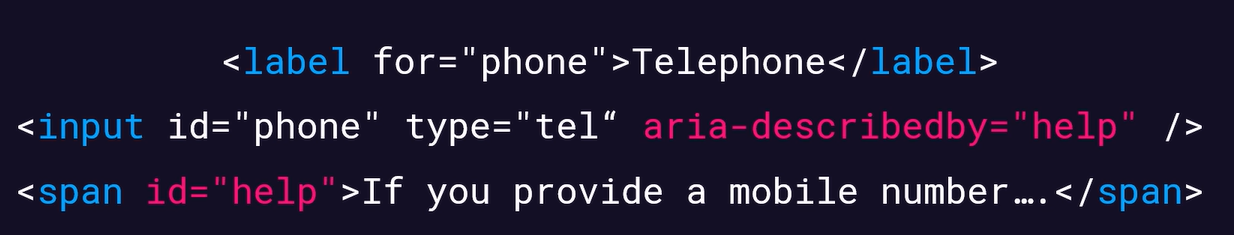 <label for="phone">Telephone</label>
<input id="phone" type="tel“ aria-describedby="help" />
<span id="help">If you provide a mobile number….</span>